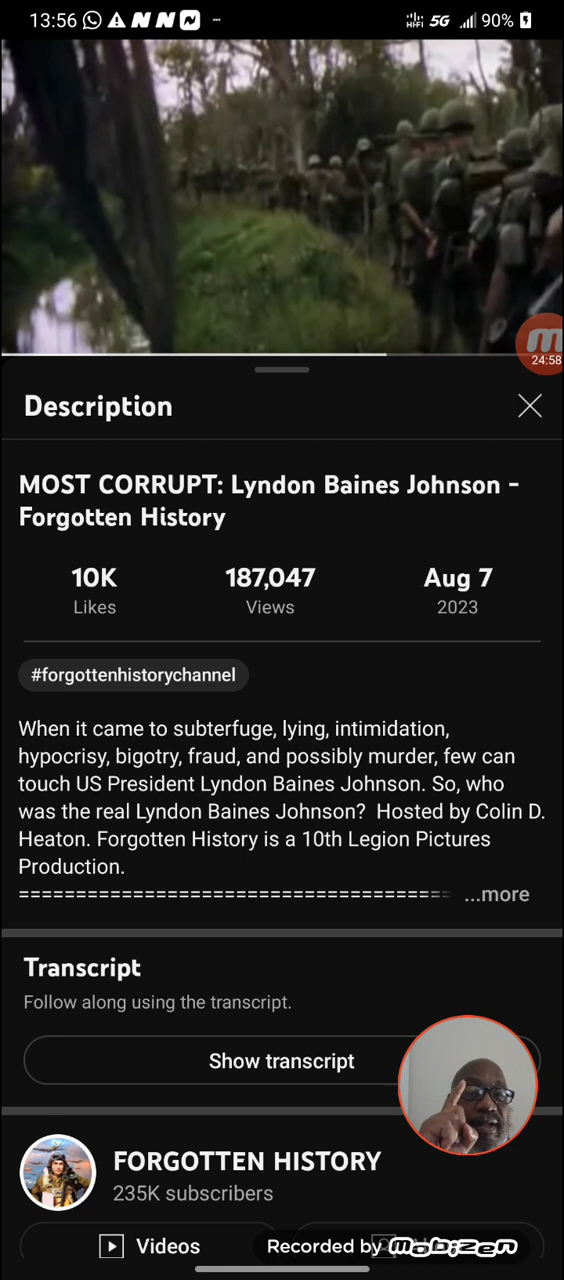 13:56
5G
90%
24:58
Description
MOST CORRUPT: Lyndon Baines Johnson -
Forgotten History
10K 187,047 Aug 7
Likes Views 2023
#forgottenhistorychannel
When it came to subterfuge, lying, intimidation,
hypocrisy, bigotry, fraud, and possibly murder, few can
touch US President Lyndon Baines Johnson. So, who
was the real Lyndon Baines Johnson? Hosted by Colin D.
Heaton. Forgotten History is a 10th Legion Pictures
Production.
=====================================  ...more
Transcript
Follow along using the transcript.
Show transcript
FORGOTTEN HISTORY
235K subscribers
Videos
Recorded by mobizen